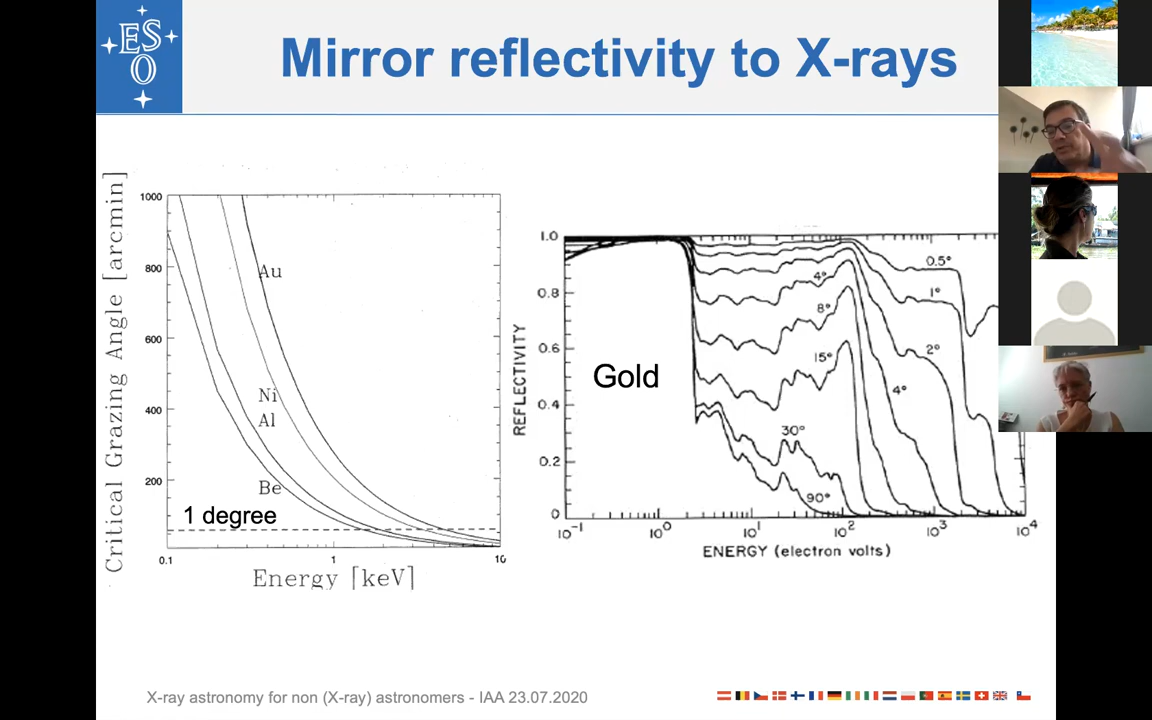 ES
O
Mirror reflectivity to X-rays
Critical Grazing Angle [arcmin]
1000
800
600
400
200
Au
Ni
Al
Be
1 degree
0.1
1
10
Energy [keV]
REFLECTIVITY
1.0
0.8
0.6
0.4
0.2
0
Gold
0.5°
1°
2°
4°
4°
8°
15°
30°
90°
10⁻¹
10⁰
10¹
10²
10³
10⁴
ENERGY (electron volts)
X-ray astronomy for non (X-ray) astronomers - IAA 23.07.2020